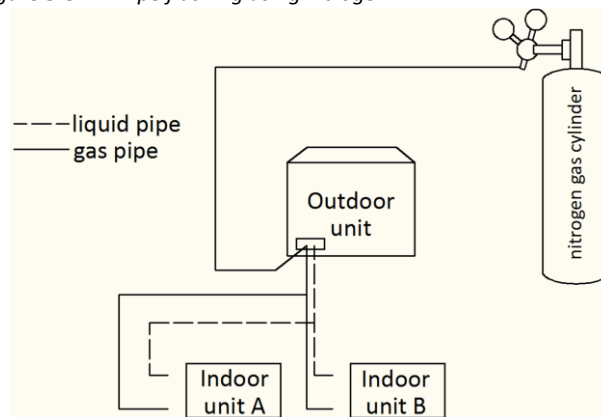 liquid pipe
gas pipe
Outdoor
unit
nitrogen gas cylinder
Indoor
unit A
Indoor
unit B